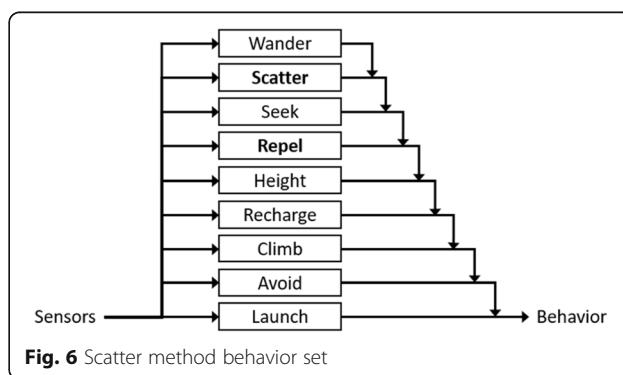 Wander
Scatter
Seek
Repel
Height
Recharge
Climb
Avoid
Sensors Launch Behavior
Fig. 6 Scatter method behavior set